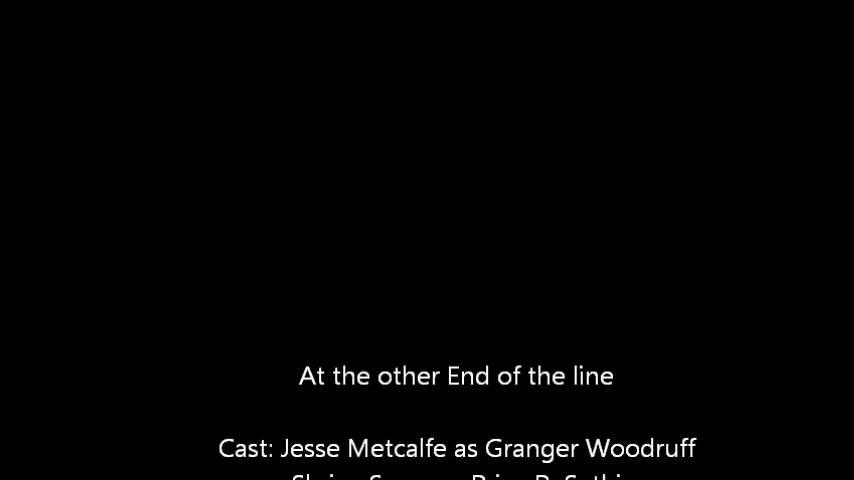 At the other End of the line
Cast: Jesse Metcalfe as Granger Woodruff